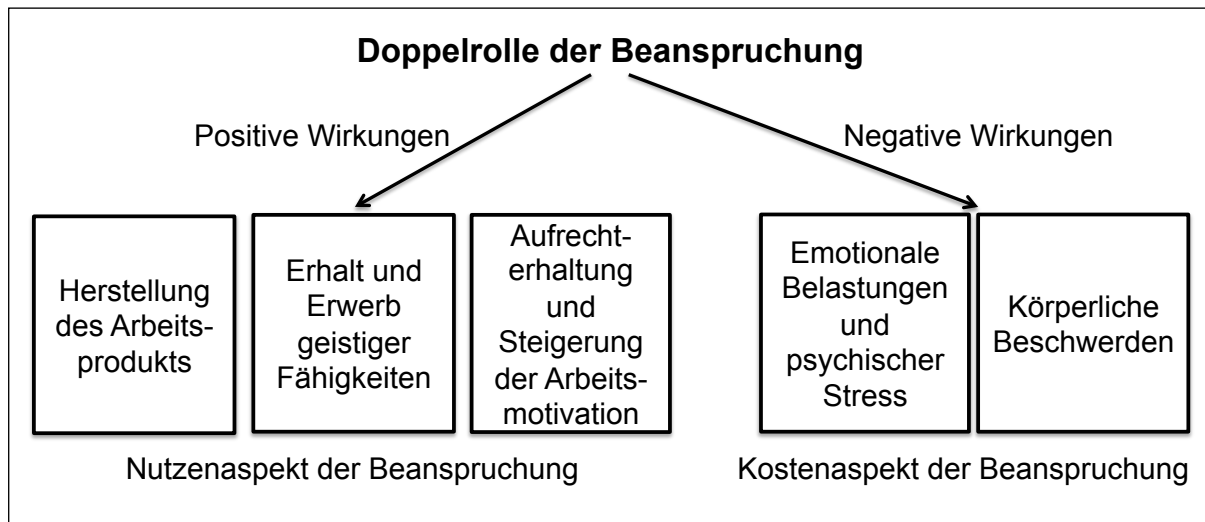 Doppelrolle der Beanspruchung
Positive Wirkungen
Negative Wirkungen
Herstellung
des Arbeits-
produkts
Erhalt und
Erwerb
geistiger
Fähigkeiten
Aufrecht-
erhaltung
und
Steigerung
der Arbeits-
motivation
Emotionale
Belastungen
und
psychischer
Stress
Körperliche
Beschwerden
Nutzenaspekt der Beanspruchung
Kostenaspekt der Beanspruchung